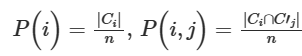 P(i) = |C_i|/n, P(i,j) = |C_i∩C′_j|/n